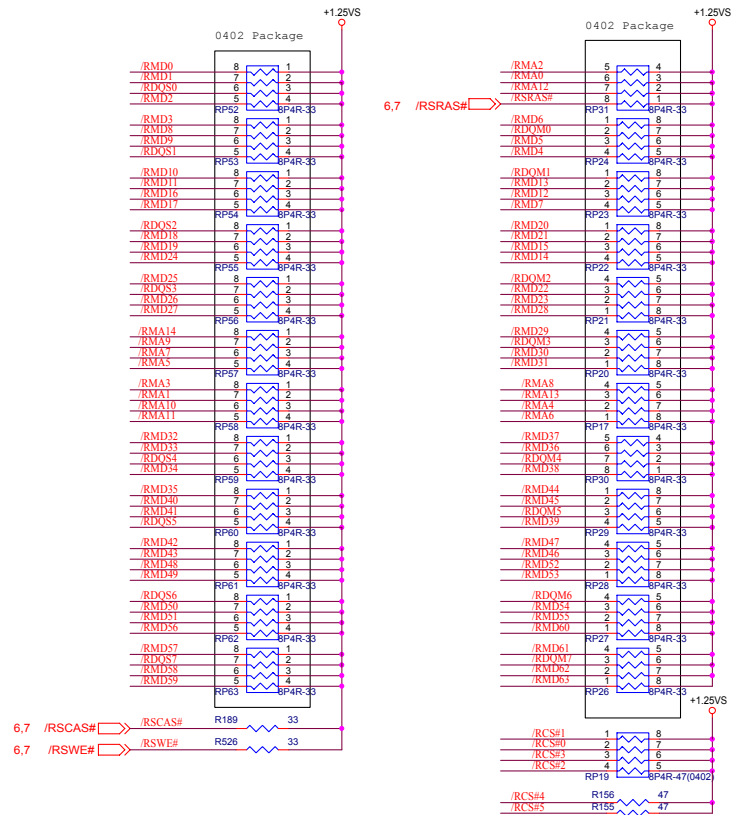 +1.25VS
0402 Package
/RMD0 8 1
/RMD1 7 2
/RDQS0 6 3
/RMD2 5 4
RP52 8P4R-33
/RMD3 8 1
/RMD8 7 2
/RMD9 6 3
/RDQS1 5 4
RP53 8P4R-33
/RMD10 8 1
/RMD11 7 2
/RMD16 6 3
/RMD17 5 4
RP54 8P4R-33
/RDQS2 8 1
/RMD18 7 2
/RMD19 6 3
/RMD24 5 4
RP55 8P4R-33
/RMD25 8 1
/RDQS3 7 2
/RMD26 6 3
/RMD27 5 4
RP56 8P4R-33
/RMA14 8 1
/RMA9 7 2
/RMA7 6 3
/RMA5 5 4
RP57 8P4R-33
/RMA3 8 1
/RMA1 7 2
/RMA10 6 3
/RMA11 5 4
RP58 8P4R-33
/RMD32 8 1
/RMD33 7 2
/RDQS4 6 3
/RMD34 5 4
RP59 8P4R-33
/RMD35 8 1
/RMD40 7 2
/RMD41 6 3
/RDQS5 5 4
RP60 8P4R-33
/RMD42 8 1
/RMD43 7 2
/RMD48 6 3
/RMD49 5 4
RP61 8P4R-33
/RDQS6 8 1
/RMD50 7 2
/RMD51 6 3
/RMD56 5 4
RP62 8P4R-33
/RMD57 8 1
/RDQS7 7 2
/RMD58 6 3
/RMD59 5 4
RP63 8P4R-33
6,7 /RSCAS# /RSCAS# R189 33
6,7 /RSWE# /RSWE# R526 33
+1.25VS
0402 Package
/RMA2 5 4
/RMA0 6 3
/RMA12 7 2
6,7 /RSRAS# /RSRAS# 8 1
RP31 8P4R-33
/RMD6 1 8
/RDQM0 2 7
/RMD5 3 6
/RMD4 4 5
RP24 8P4R-33
/RDQM1 1 8
/RMD13 2 7
/RMD12 3 6
/RMD7 4 5
RP23 8P4R-33
/RMD20 1 8
/RMD21 2 7
/RMD15 3 6
/RMD14 4 5
RP22 8P4R-33
/RDQM2 4 5
/RMD22 3 6
/RMD23 2 7
/RMD28 1 8
RP21 8P4R-33
/RMD29 4 5
/RDQM3 3 6
/RMD30 2 7
/RMD31 1 8
RP20 8P4R-33
/RMA8 4 5
/RMA13 3 6
/RMA4 2 7
/RMA6 1 8
RP17 8P4R-33
/RMD37 5 4
/RMD36 6 3
/RDQM4 7 2
/RMD38 8 1
RP30 8P4R-33
/RMD44 1 8
/RMD45 2 7
/RDQM5 3 6
/RMD39 4 5
RP29 8P4R-33
/RMD47 4 5
/RMD46 3 6
/RMD52 2 7
/RMD53 1 8
RP28 8P4R-33
/RDQM6 4 5
/RMD54 3 6
/RMD55 2 7
/RMD60 1 8
RP27 8P4R-33
/RMD61 4 5
/RDQM7 3 6
/RMD62 2 7
/RMD63 1 8
RP26 8P4R-33
+1.25VS
/RCS#1 1 8
/RCS#0 2 7
/RCS#3 3 6
/RCS#2 4 5
RP19 8P4R-47(0402)
/RCS#4 R156 47
/RCS#5 R155 47